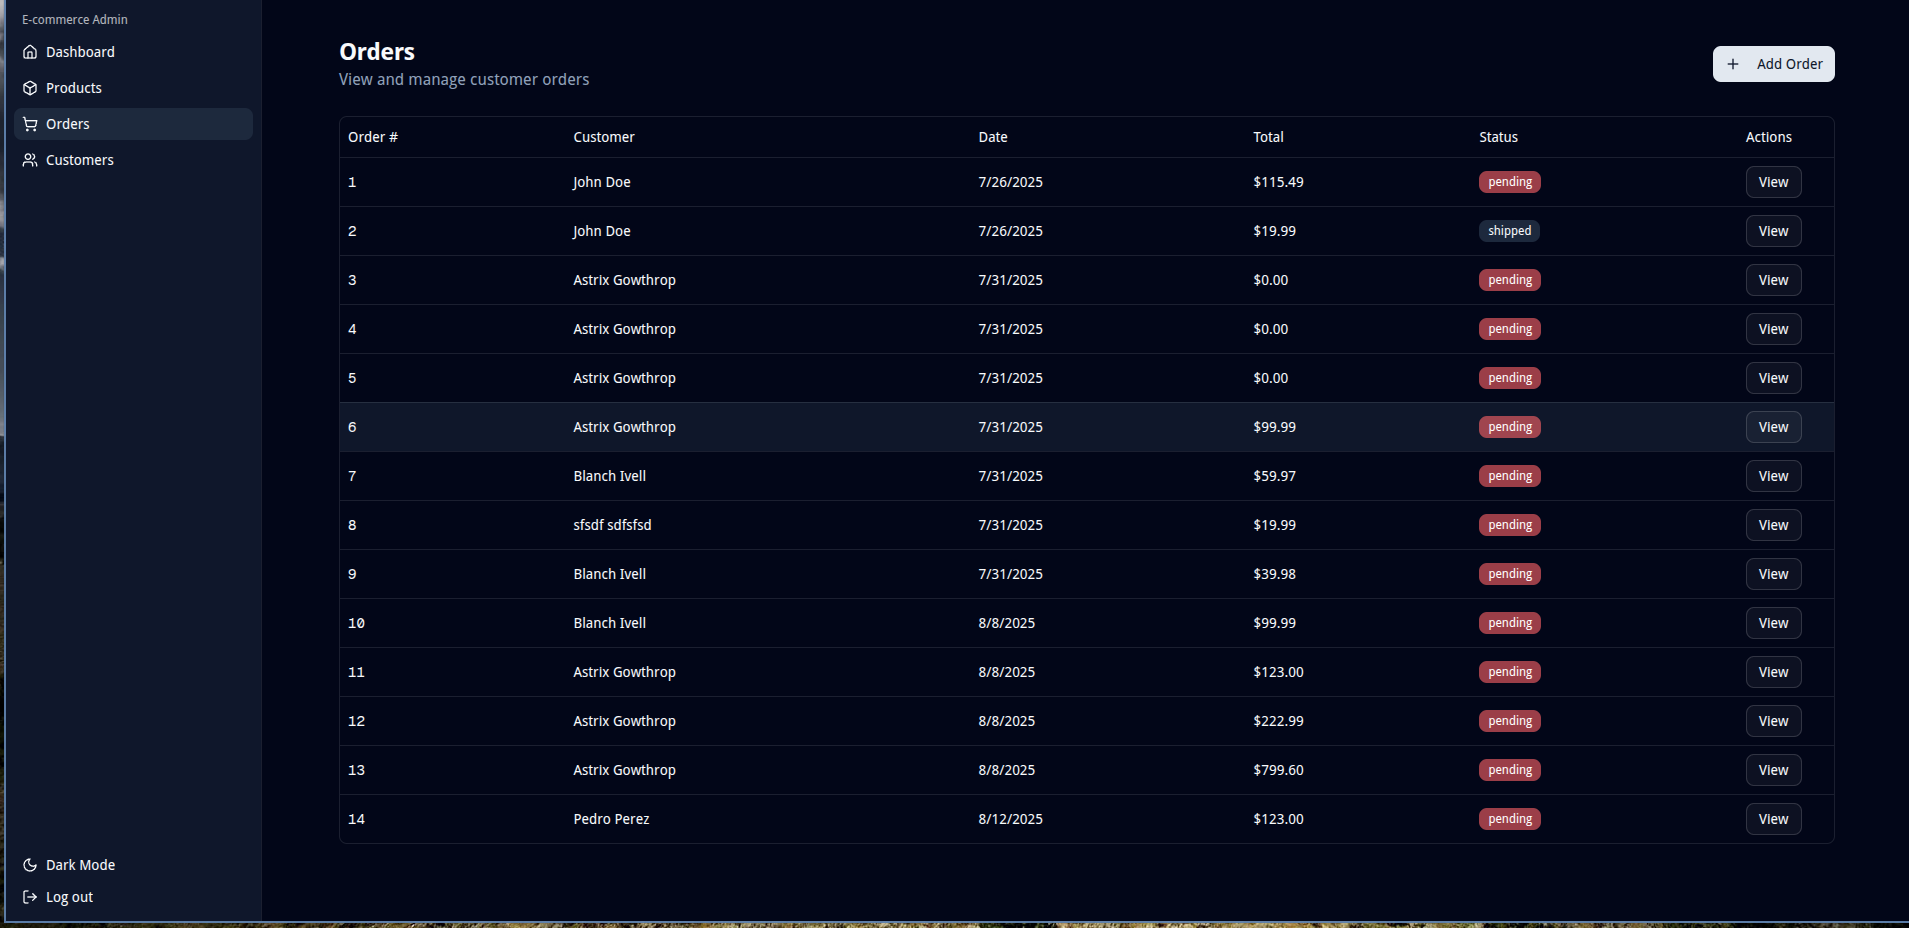 E-commerce Admin
Dashboard
Products
Orders
Customers
Dark Mode
Log out
Orders
View and manage customer orders
Add Order
Order # Customer Date Total Status Actions
1 John Doe 7/26/2025 $115.49 pending View
2 John Doe 7/26/2025 $19.99 shipped View
3 Astrix Gowthrop 7/31/2025 $0.00 pending View
4 Astrix Gowthrop 7/31/2025 $0.00 pending View
5 Astrix Gowthrop 7/31/2025 $0.00 pending View
6 Astrix Gowthrop 7/31/2025 $99.99 pending View
7 Blanch Ivell 7/31/2025 $59.97 pending View
8 sfsdf sdfsfsd 7/31/2025 $19.99 pending View
9 Blanch Ivell 7/31/2025 $39.98 pending View
10 Blanch Ivell 8/8/2025 $99.99 pending View
11 Astrix Gowthrop 8/8/2025 $123.00 pending View
12 Astrix Gowthrop 8/8/2025 $222.99 pending View
13 Astrix Gowthrop 8/8/2025 $799.60 pending View
14 Pedro Perez 8/12/2025 $123.00 pending View